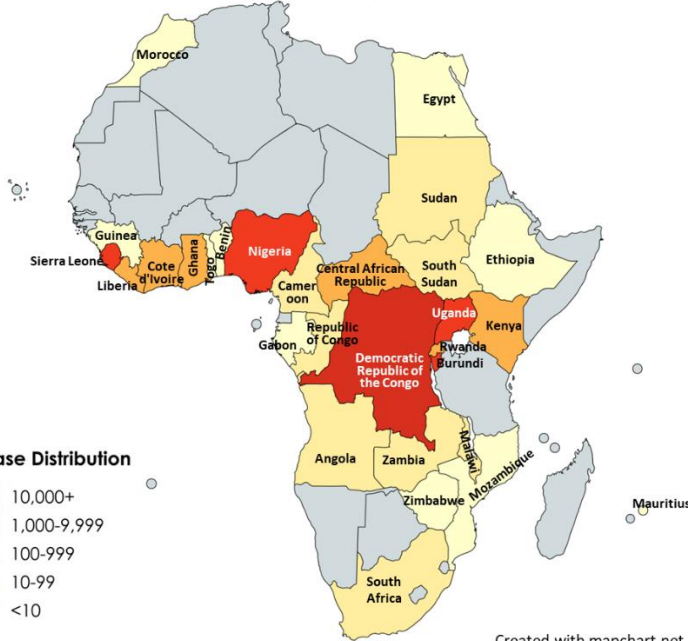 Morocco
Egypt
Sudan
Guinea
Sierra Leone
Liberia
Cote
d'Ivoire
Ghana
Togo
Benin
Nigeria
Camer
oon
Central African
Republic
South
Sudan
Ethiopia
Uganda
Kenya
Gabon
Republic
of Congo
Democratic
Republic of
the Congo
Rwanda
Burundi
Angola
Zambia
Malawi
Mozambique
Zimbabwe
Mauritius
South
Africa
ase Distribution
10,000+
1,000-9,999
100-999
10-99
<10
Created with mapchart.net